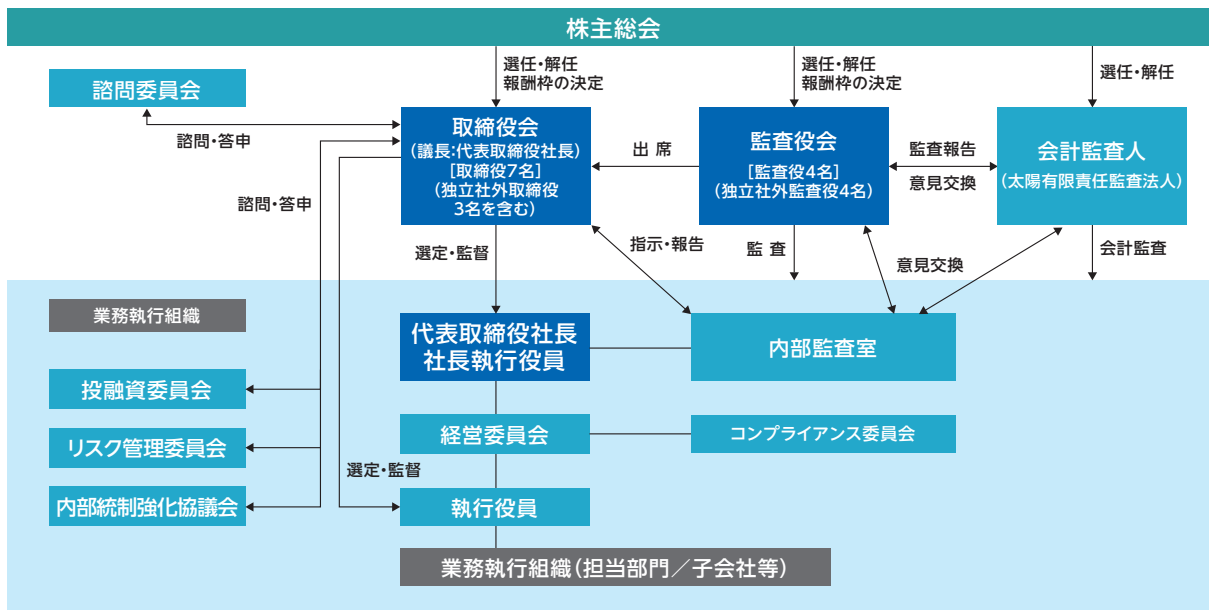 株主総会
選任・解任
報酬枠の決定
選任・解任
報酬枠の決定
選任・解任
諮問委員会
諮問・答申
取締役会
(議長:代表取締役社長)
[取締役7名]
(独立社外取締役
3名を含む)
出 席
監査役会
[監査役4名]
(独立社外監査役4名)
監査報告
意見交換
会計監査人
(太陽有限責任監査法人)
諮問・答申
選定・監督
指示・報告
監 査
意見交換
会計監査
業務執行組織
代表取締役社長
社長執行役員
内部監査室
投融資委員会
経営委員会
コンプライアンス委員会
リスク管理委員会
選定・監督
内部統制強化協議会
執行役員
業務執行組織(担当部門／子会社等)